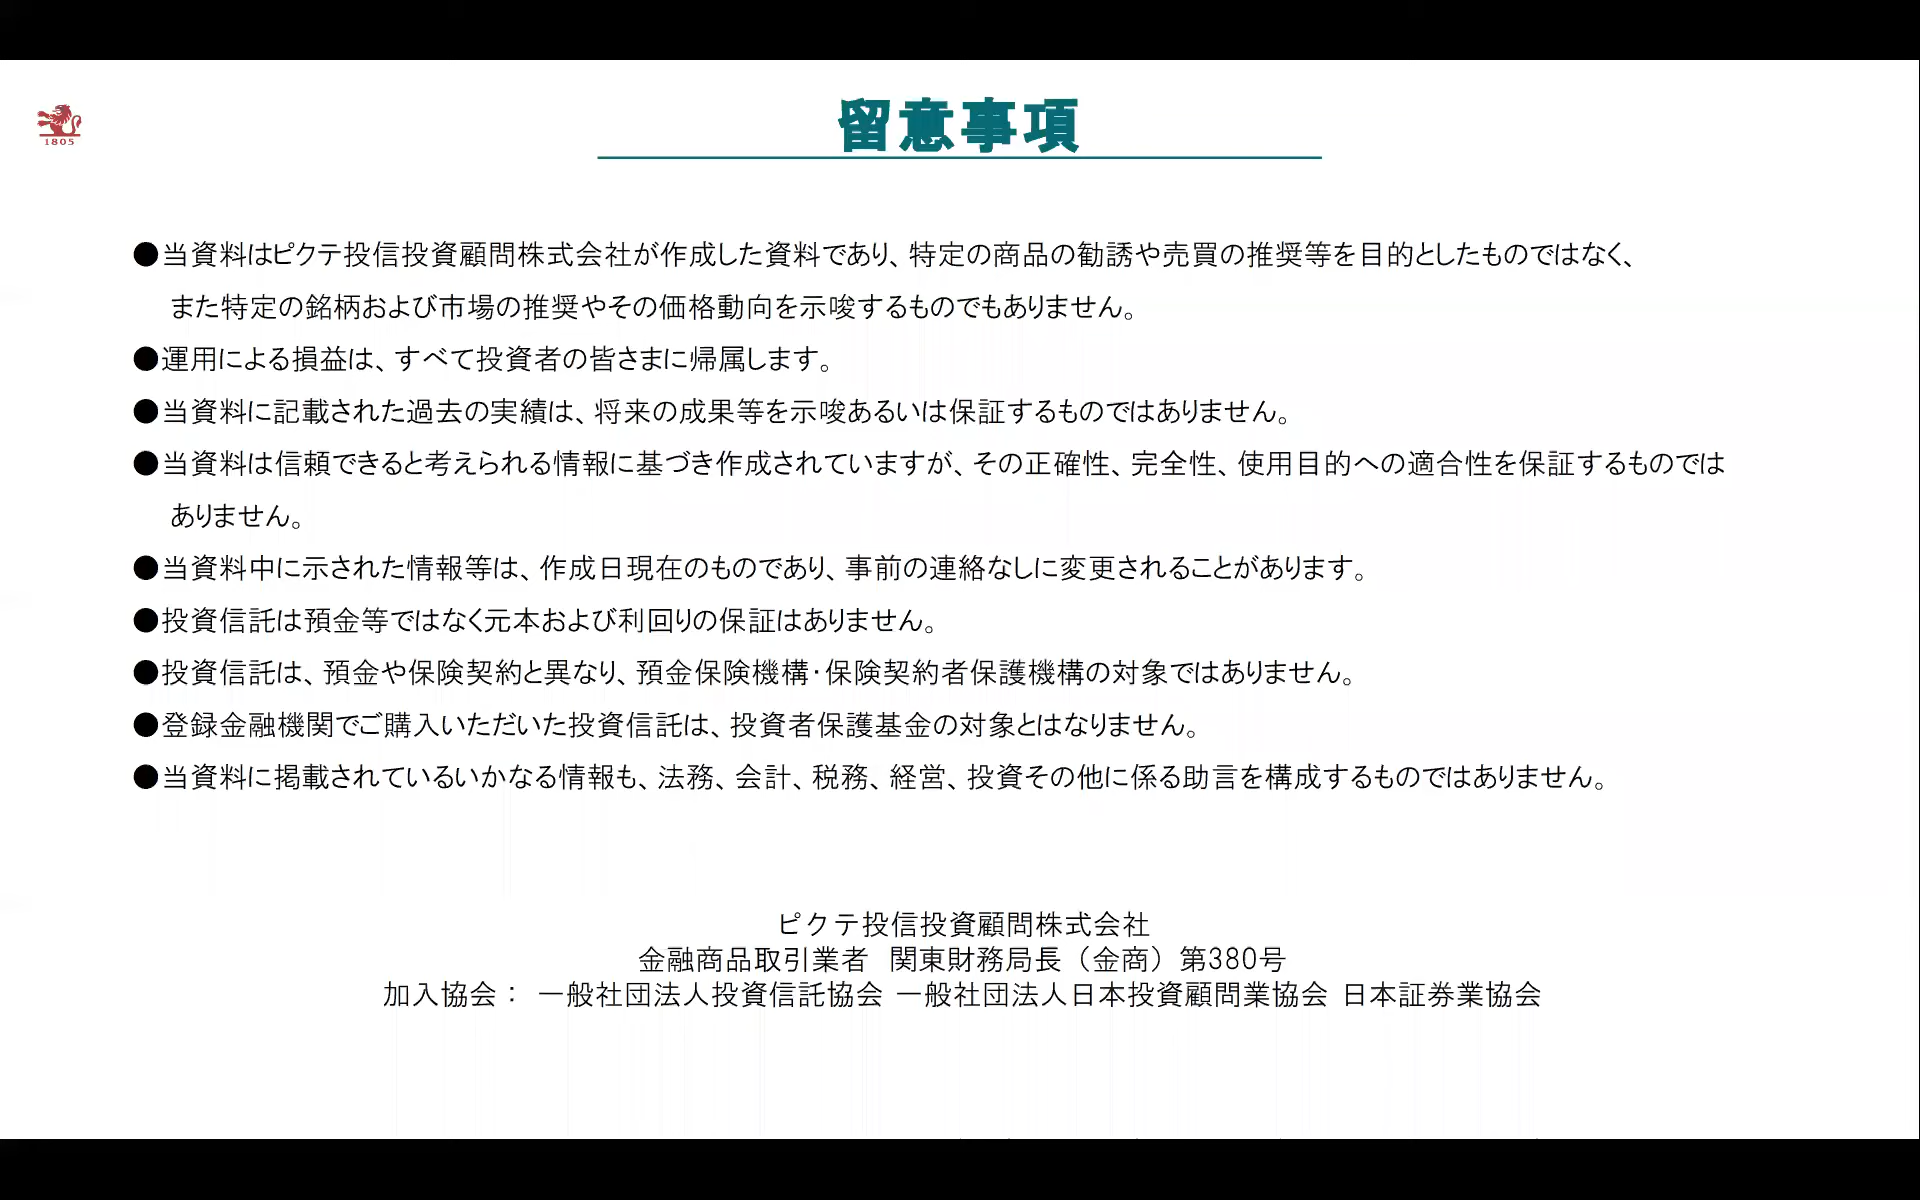 1805
留意事項
●当資料はピクテ投信投資顧問株式会社が作成した資料であり、特定の商品の勧誘や売買の推奨等を目的としたものではなく、
また特定の銘柄および市場の推奨やその価格動向を示唆するものでもありません。
●運用による損益は、すべて投資者の皆さまに帰属します。
●当資料に記載された過去の実績は、将来の成果等を示唆あるいは保証するものではありません。
●当資料は信頼できると考えられる情報に基づき作成されていますが、その正確性、完全性、使用目的への適合性を保証するものでは
ありません。
●当資料中に示された情報等は、作成日現在のものであり、事前の連絡なしに変更されることがあります。
●投資信託は預金等ではなく元本および利回りの保証はありません。
●投資信託は、預金や保険契約と異なり、預金保険機構・保険契約者保護機構の対象ではありません。
●登録金融機関でご購入いただいた投資信託は、投資者保護基金の対象とはなりません。
●当資料に掲載されているいかなる情報も、法務、会計、税務、経営、投資その他に係る助言を構成するものではありません。
ピクテ投信投資顧問株式会社
金融商品取引業者　関東財務局長（金商）第380号
加入協会： 一般社団法人投資信託協会 一般社団法人日本投資顧問業協会 日本証券業協会